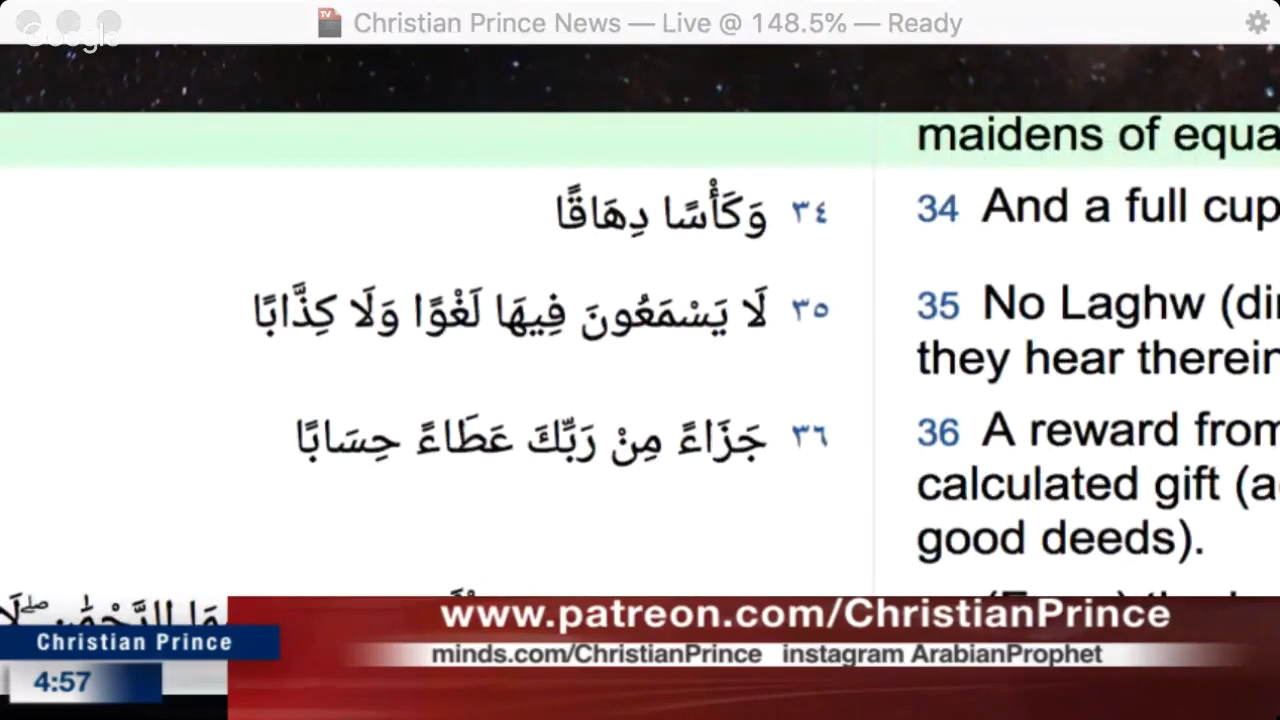 Christian Prince News — Live @ 148.5% — Ready
Google
maidens of equa
وَكَأْسًا دِهَاقًا ٣٤
34 And a full cup
لَا يَسْمَعُونَ فِيهَا لَغْوًا وَلَا كِذَّابًا ٣٥
35 No Laghw (dir
they hear therein
جَزَاءً مِنْ رَبِّكَ عَطَاءً حِسَابًا ٣٦
36 A reward from
calculated gift (a
good deeds).
www.patreon.com/ChristianPrince
Christian Prince
minds.com/ChristianPrince instagram ArabianProphet
4:57